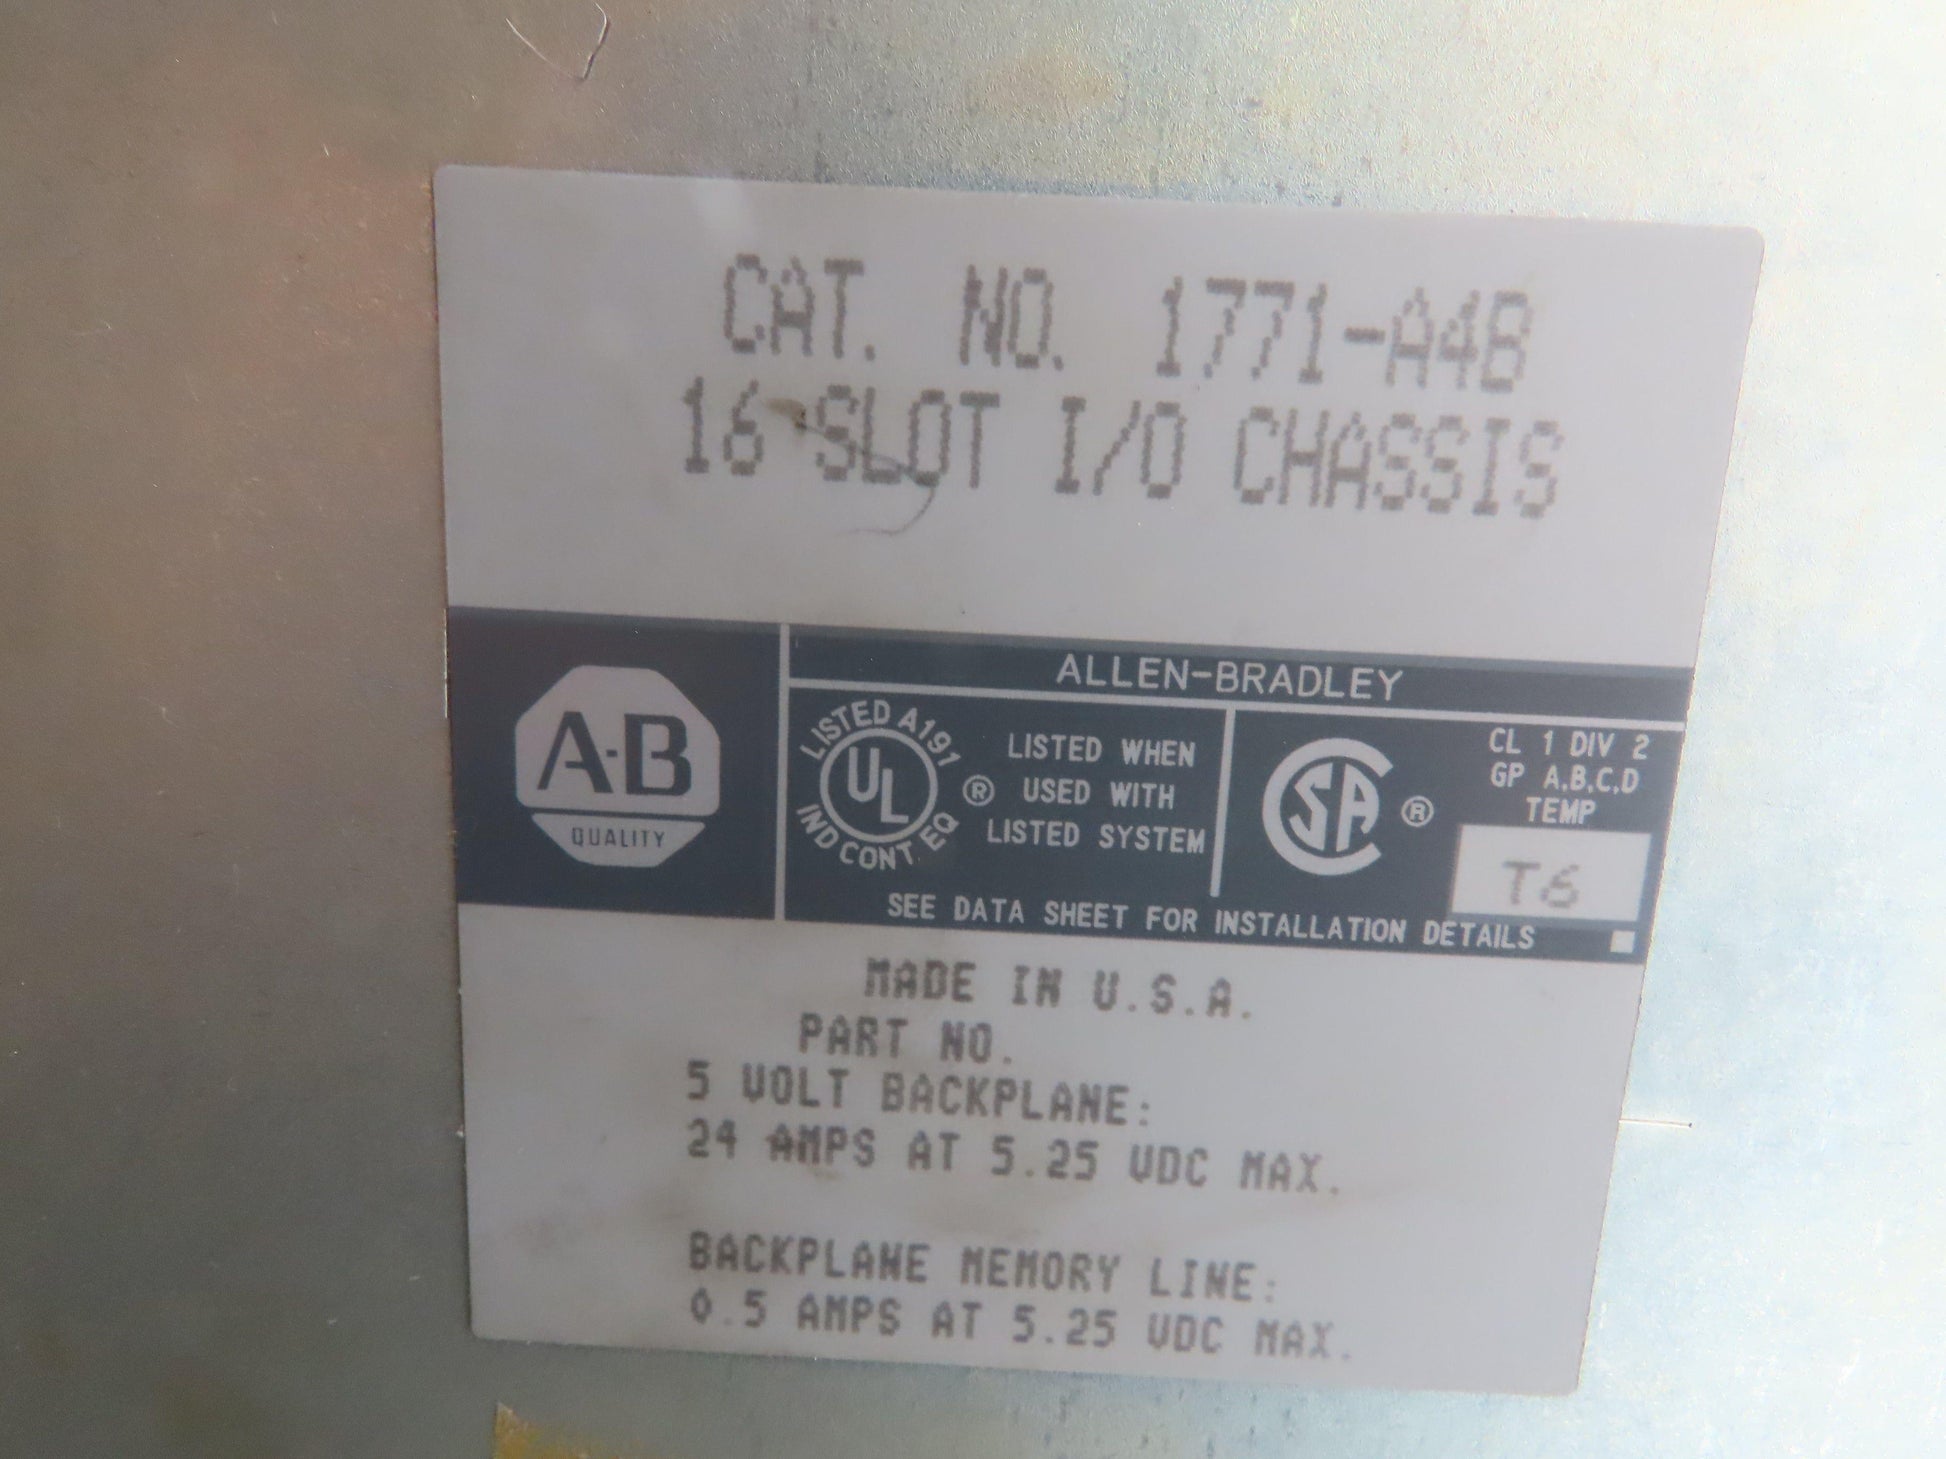 CAT. NO. 1771-A4B
16 SLOT I/O CHASSIS
ALLEN-BRADLEY
A-B
QUALITY
LISTED A191
UL
®
IND CONT EQ
LISTED WHEN
USED WITH
LISTED SYSTEM
CSA
®
CL 1 DIV 2
GP A,B,C,D
TEMP
T6
SEE DATA SHEET FOR INSTALLATION DETAILS
MADE IN U.S.A.
PART NO.
5 VOLT BACKPLANE:
24 AMPS AT 5.25 VDC MAX.
BACKPLANE MEMORY LINE:
0.5 AMPS AT 5.25 VDC MAX.